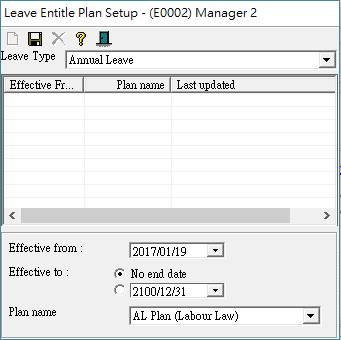 Leave Entitle Plan Setup - (E0002) Manager 2
Leave Type
Annual Leave
Effective Fr... Plan name Last updated
Effective from : 2017/01/19
Effective to : No end date
2100/12/31
Plan name AL Plan (Labour Law)